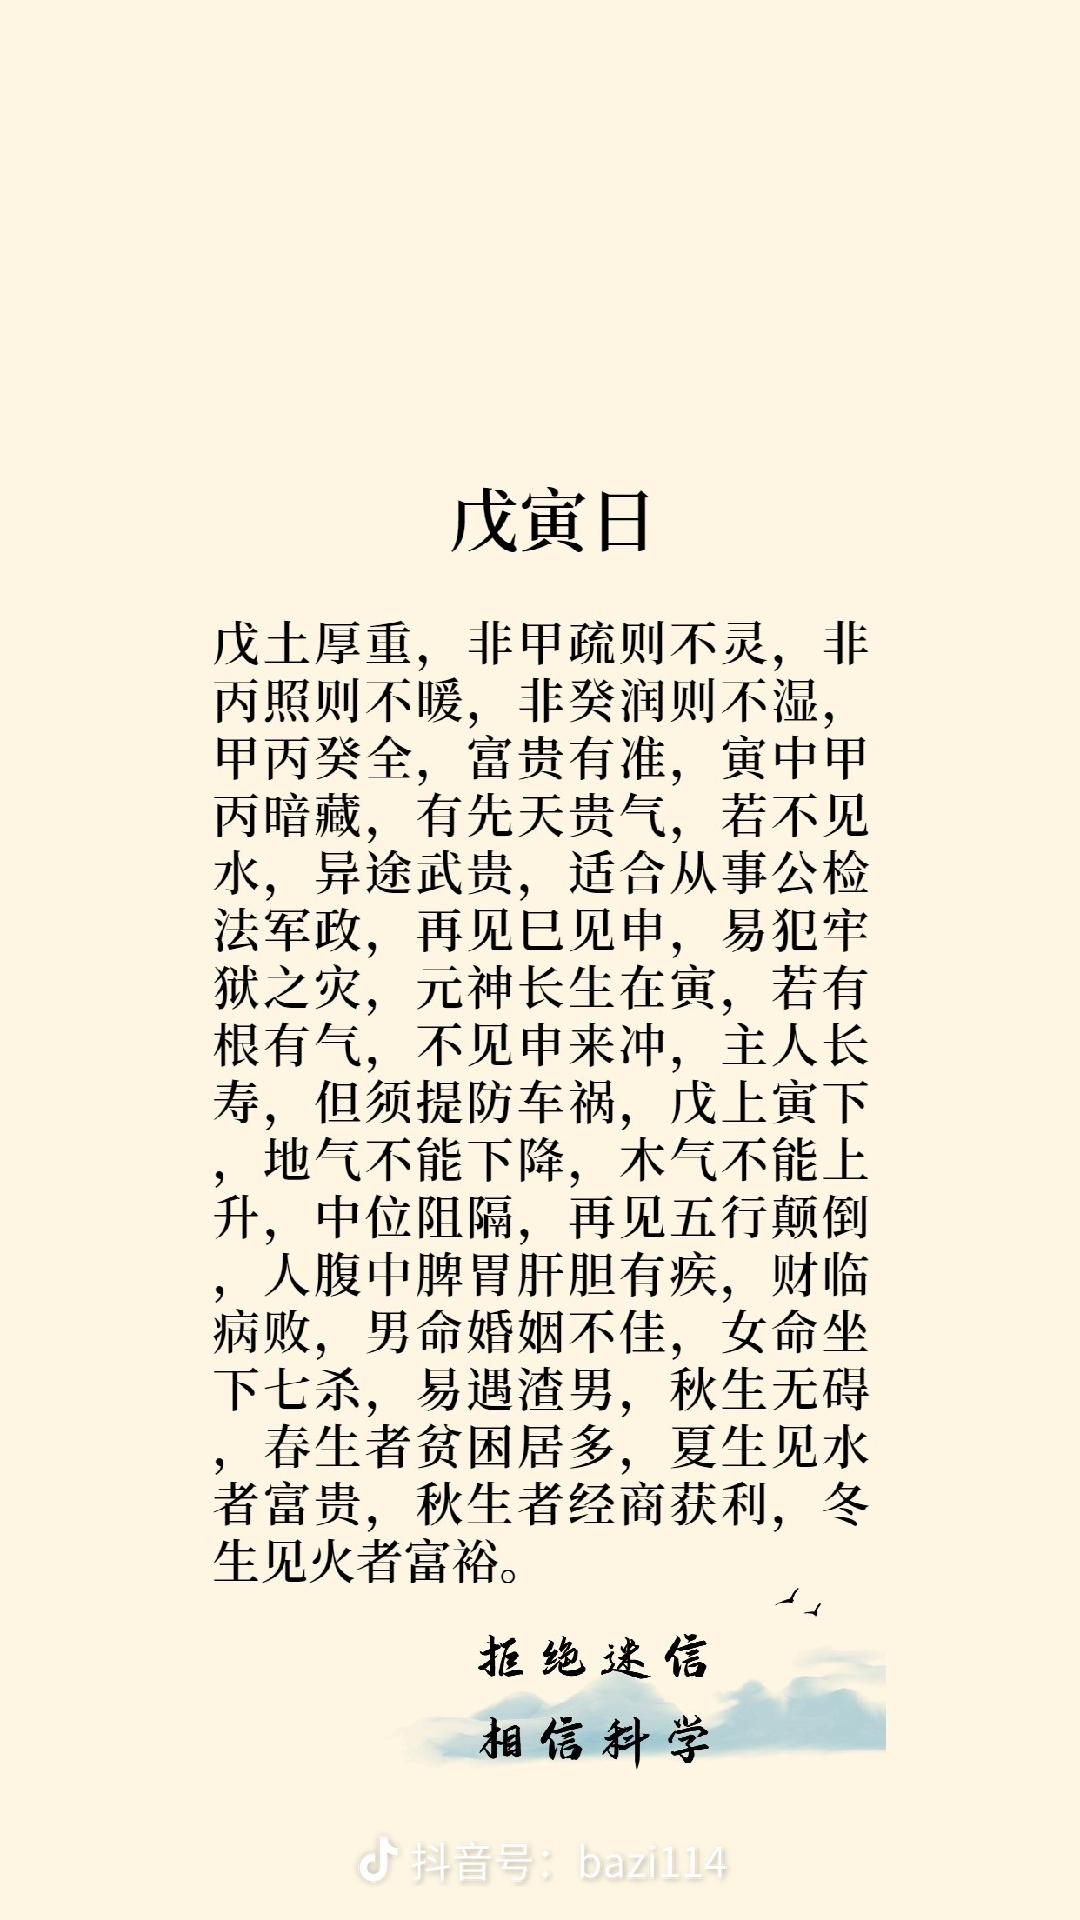 戊寅日
戊土厚重，非甲疏则不灵，非
丙照则不暖，非癸润则不湿，
甲丙癸全，富贵有准，寅中甲
丙暗藏，有先天贵气，若不见
水，异途武贵，适合从事公检
法军政，再见巳见申，易犯牢
狱之灾，元神长生在寅，若有
根有气，不见申来冲，主人长
寿，但须提防车祸，戊上寅下
，地气不能下降，木气不能上
升，中位阻隔，再见五行颠倒
，人腹中脾胃肝胆有疾，财临
病败，男命婚姻不佳，女命坐
下七杀，易遇渣男，秋生无碍
，春生者贫困居多，夏生见水
者富贵，秋生者经商获利，冬
生见火者富裕。
拒绝迷信
相信科学
抖音号：bazi114